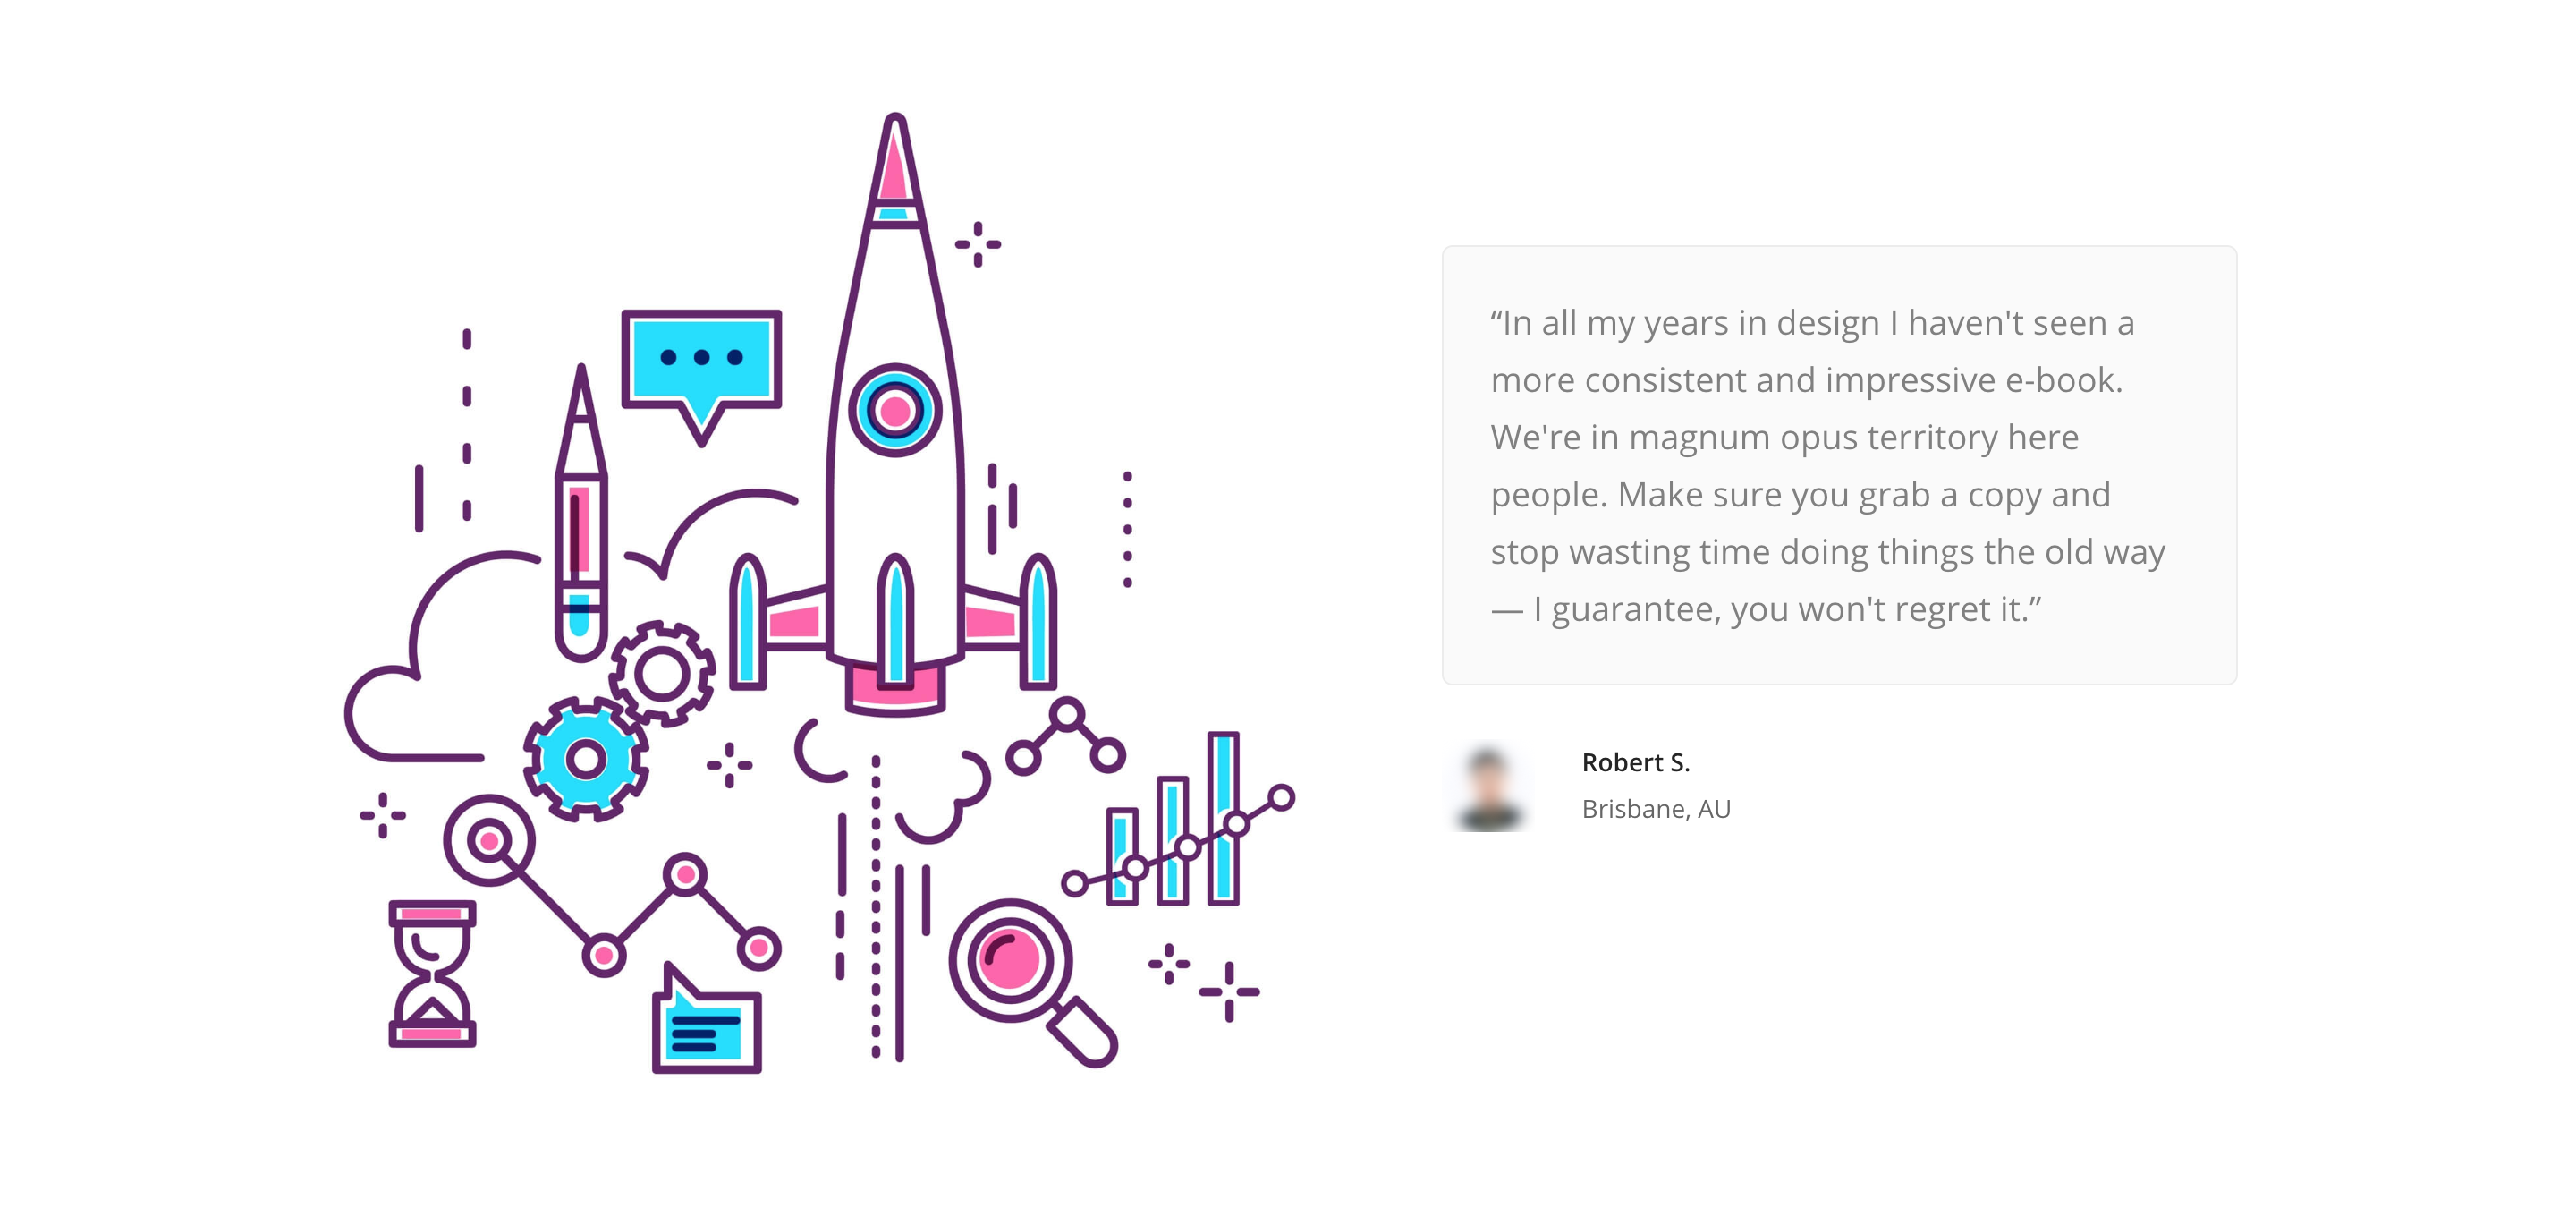 “In all my years in design I haven't seen a
more consistent and impressive e-book.
We're in magnum opus territory here
people. Make sure you grab a copy and
stop wasting time doing things the old way
— I guarantee, you won't regret it.”
Robert S.
Brisbane, AU